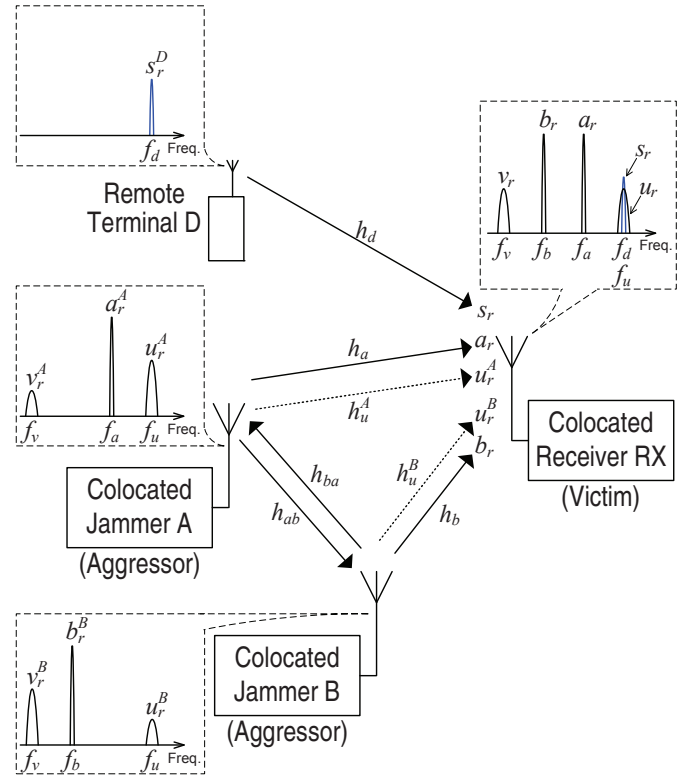 s_r^D
f_d Freq.
Remote
Terminal D
h_d
b_r a_r
s_r
v_r
u_r
f_v f_b f_a f_d Freq.
f_u
s_r
a_r
u_r^A
u_r^B
b_r
a_r^A
u_r^A
v_r^A
f_v f_a f_u Freq.
h_a
h_u^A
Colocated
Jammer A
(Aggressor)
h_ba
h_ab
h_u^B
h_b
Colocated
Receiver RX
(Victim)
b_r^B
v_r^B
u_r^B
f_v f_b f_u Freq.
Colocated
Jammer B
(Aggressor)